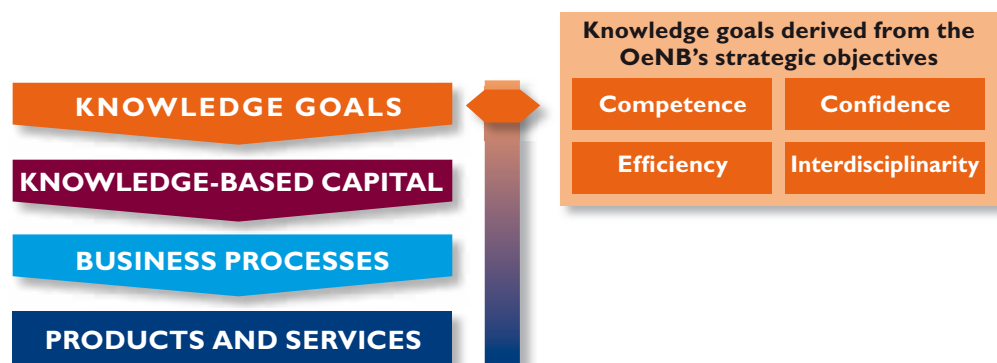 KNOWLEDGE GOALS
KNOWLEDGE-BASED CAPITAL
BUSINESS PROCESSES
PRODUCTS AND SERVICES
Knowledge goals derived from the
OeNB’s strategic objectives
Competence
Confidence
Efficiency
Interdisciplinarity